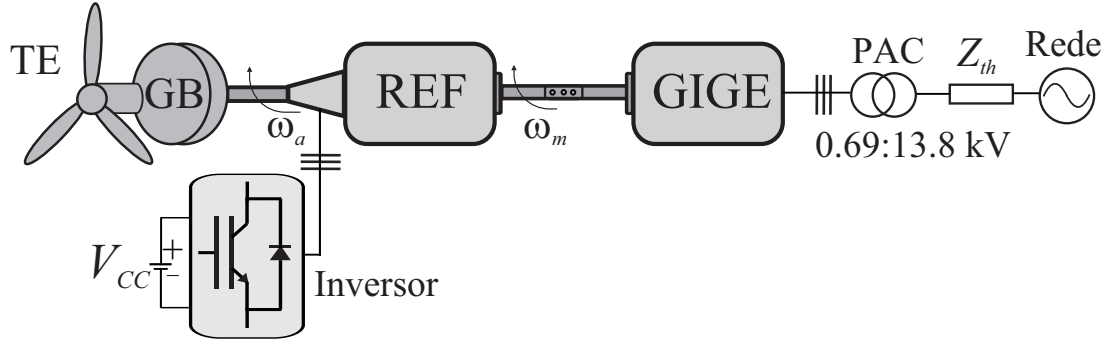 TE
GB
ω_a
REF
ω_m
GIGE
PAC
Z_th
Rede
0.69:13.8 kV
V_CC
+
−
Inversor